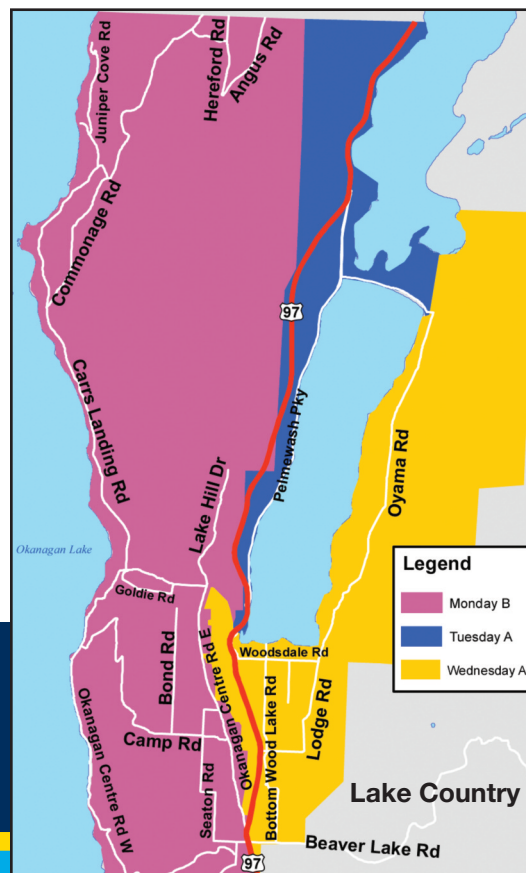 Juniper Cove Rd
Hereford Rd
Angus Rd
Commonage Rd
97
Carrs Landing Rd
Pelmewash Pky
Oyama Rd
Lake Hill Dr
Okanagan Lake
Legend
Monday B
Tuesday A
Wednesday A
Goldie Rd
Bond Rd
Okanagan Centre Rd E
Woodsdale Rd
Okanagan Centre Rd W
Camp Rd
Seaton Rd
Bottom Wood Lake Rd
Lodge Rd
Lake Country
Beaver Lake Rd
97